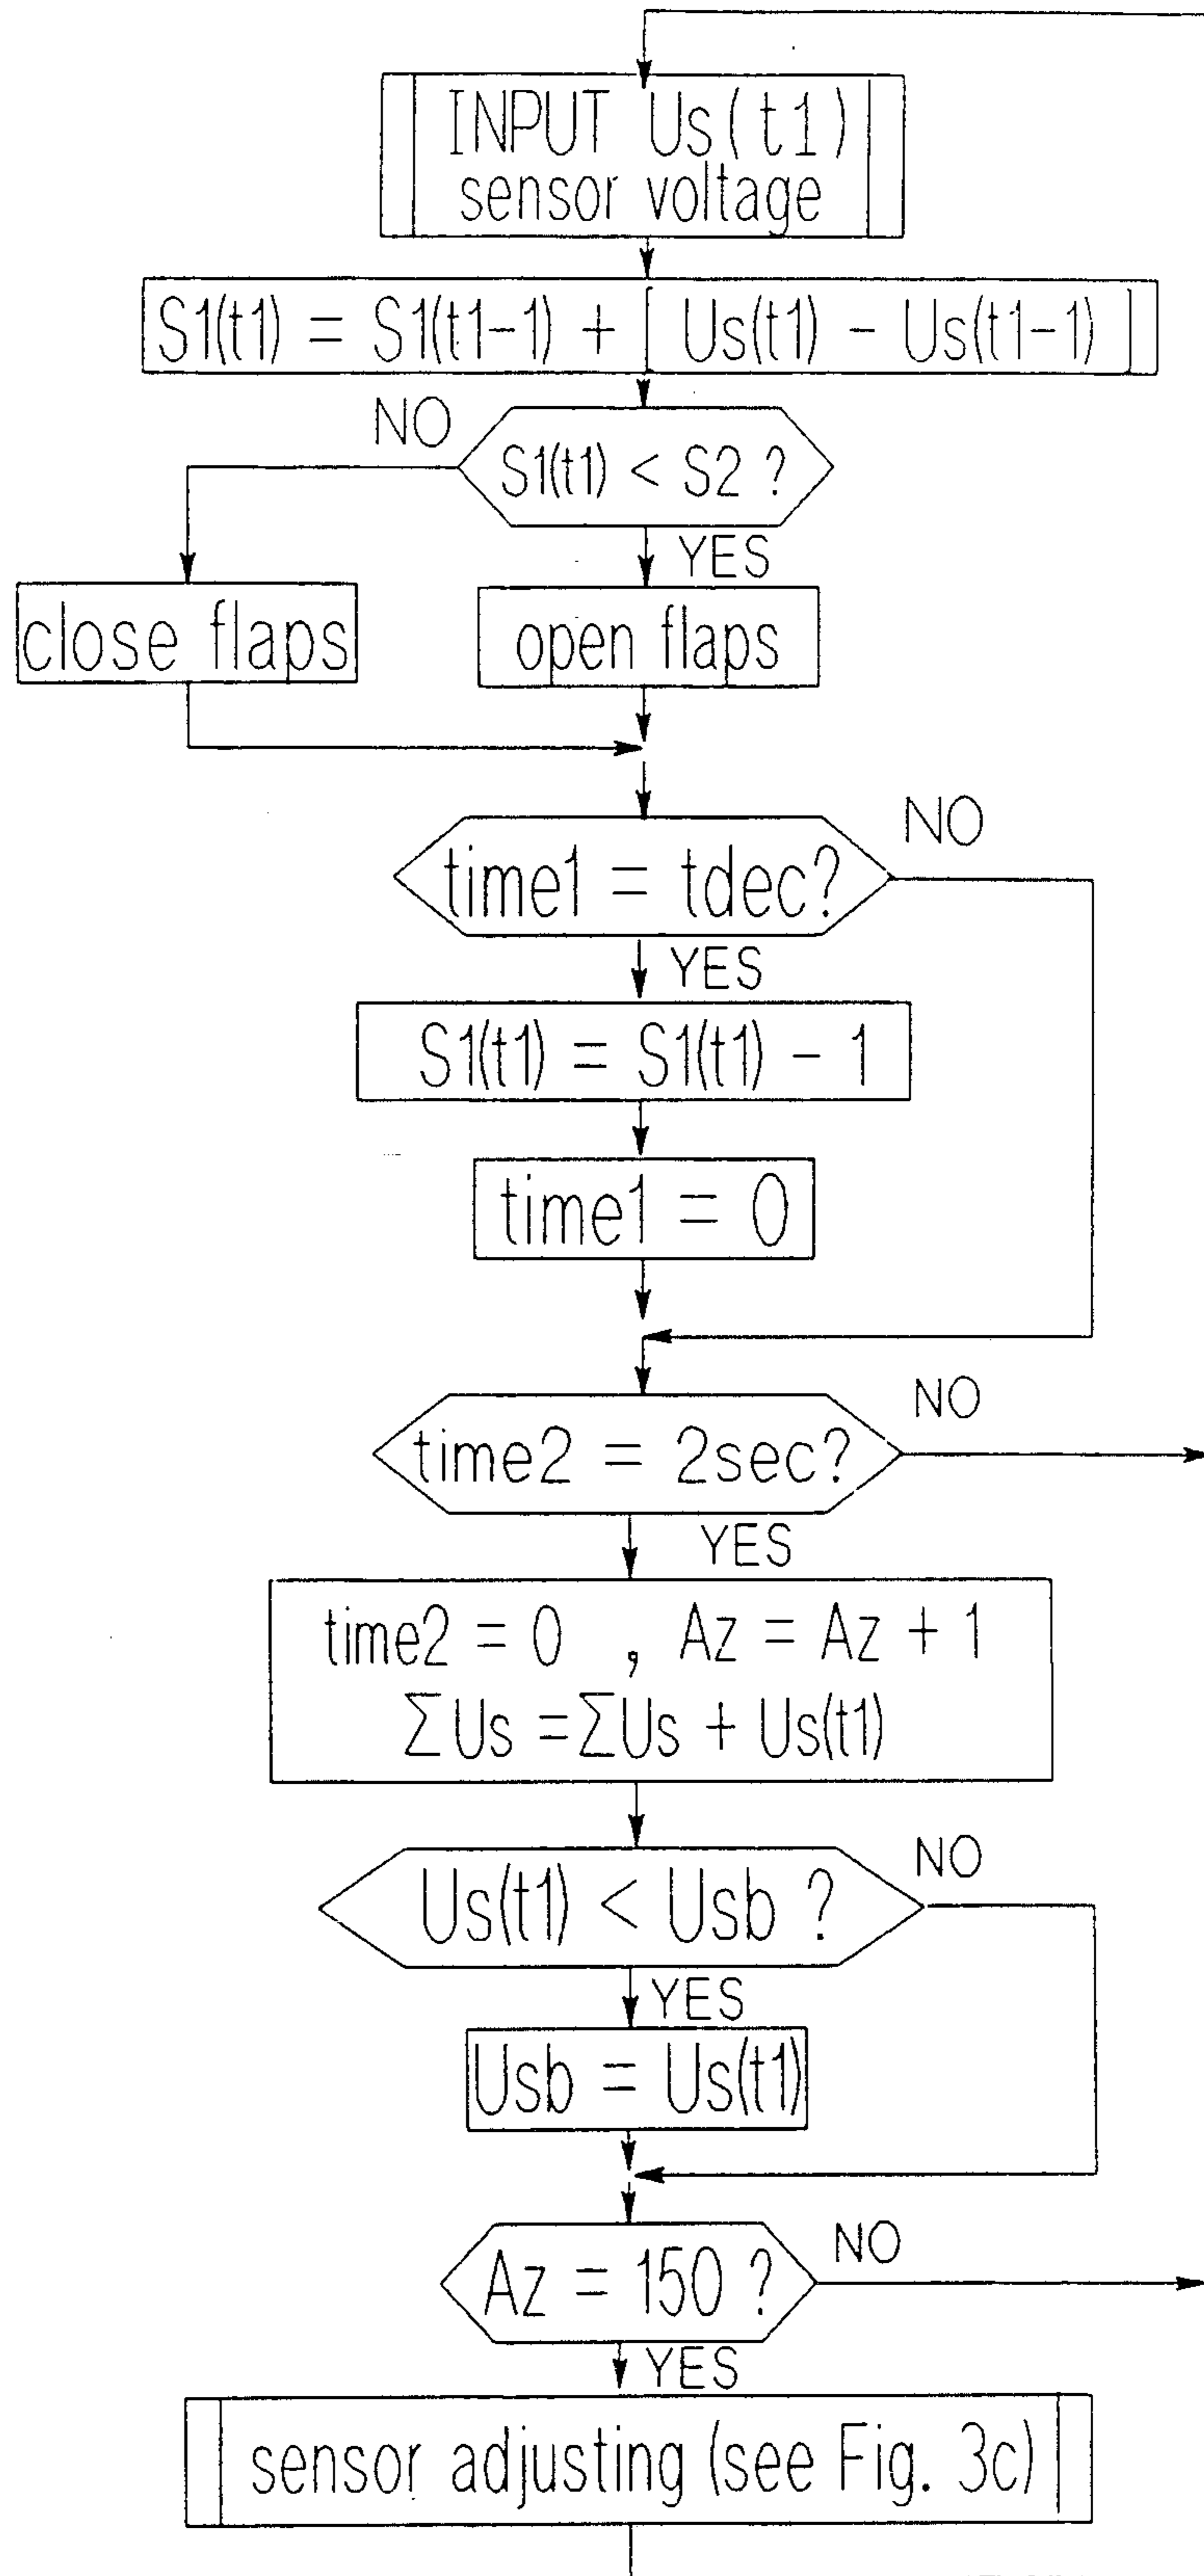 INPUT Us(t1)
sensor voltage
S1(t1) = S1(t1-1) + [ Us(t1) - Us(t1-1) ]
NO
S1(t1) < S2 ?
YES
close flaps
open flaps
NO
time1 = tdec?
YES
S1(t1) = S1(t1) - 1
time1 = 0
NO
time2 = 2sec?
YES
time2 = 0 , Az = Az + 1
ΣUs =ΣUs + Us(t1)
NO
Us(t1) < Usb ?
YES
Usb = Us(t1)
NO
Az = 150 ?
YES
sensor adjusting (see Fig. 3c)